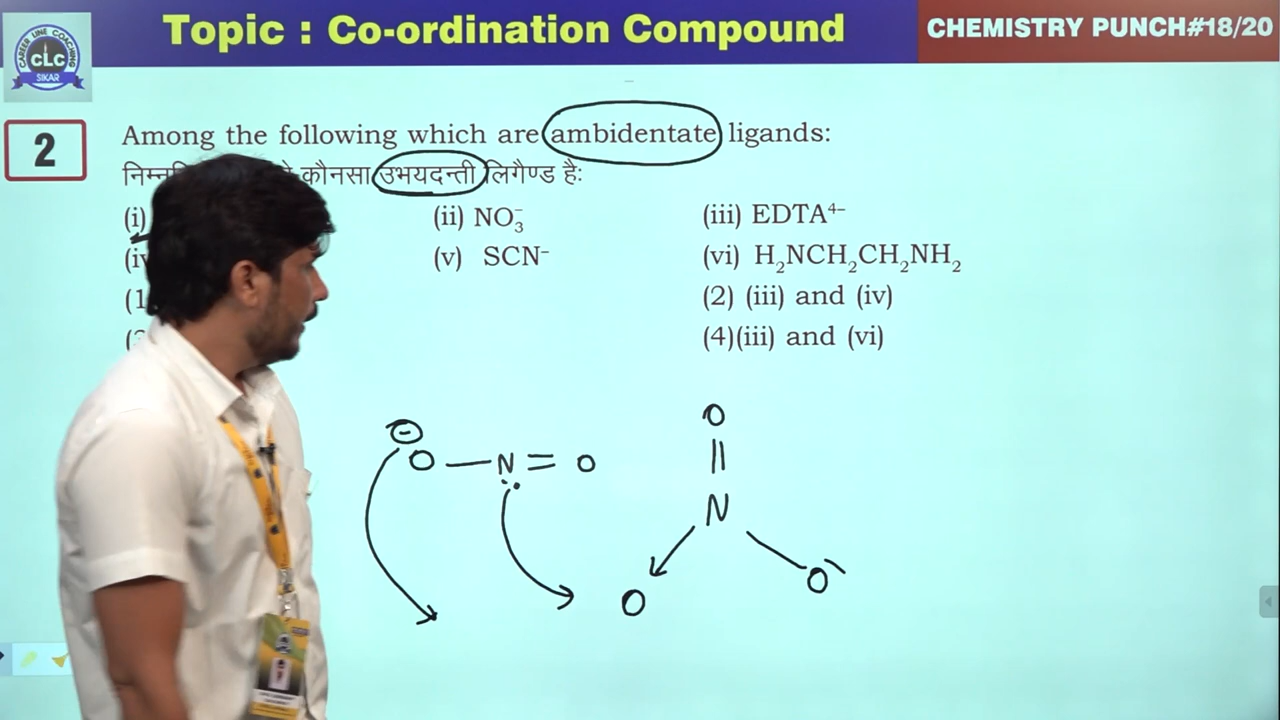 Topic : Co-ordination Compound
CHEMISTRY PUNCH#18/20
CAREER LINE COACHING
CLC
SIKAR
2
Among the following which are ambidentate ligands:
कौनसा उभयदन्ती लिगैण्ड हैः
(i)
(ii) NO₃⁻
(iii) EDTA⁴⁻
(v) SCN⁻
(vi) H₂NCH₂CH₂NH₂
(2) (iii) and (iv)
(4)(iii) and (vi)
⊖
O — N = O
O
||
N
O
O⁻